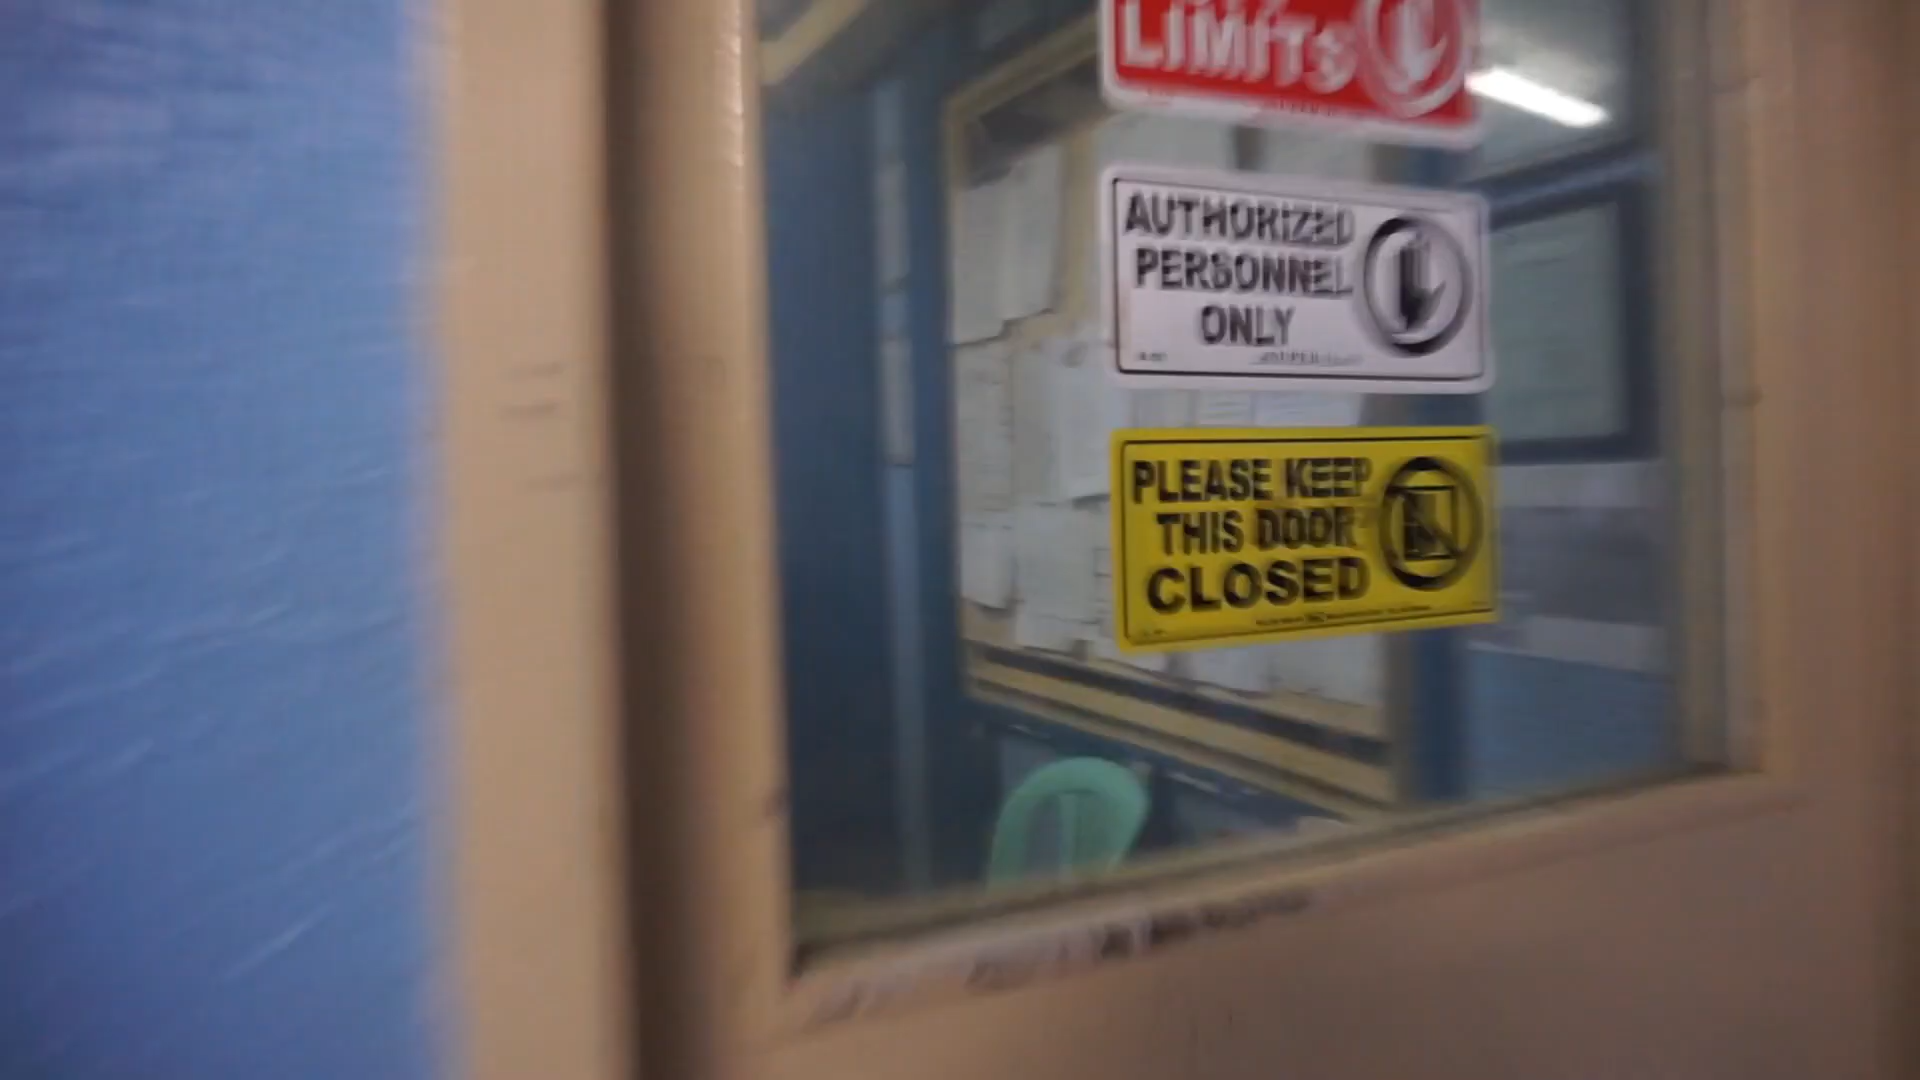 LIMITS
AUTHORIZED
PERSONNEL
ONLY
PLEASE KEEP
THIS DOOR
CLOSED